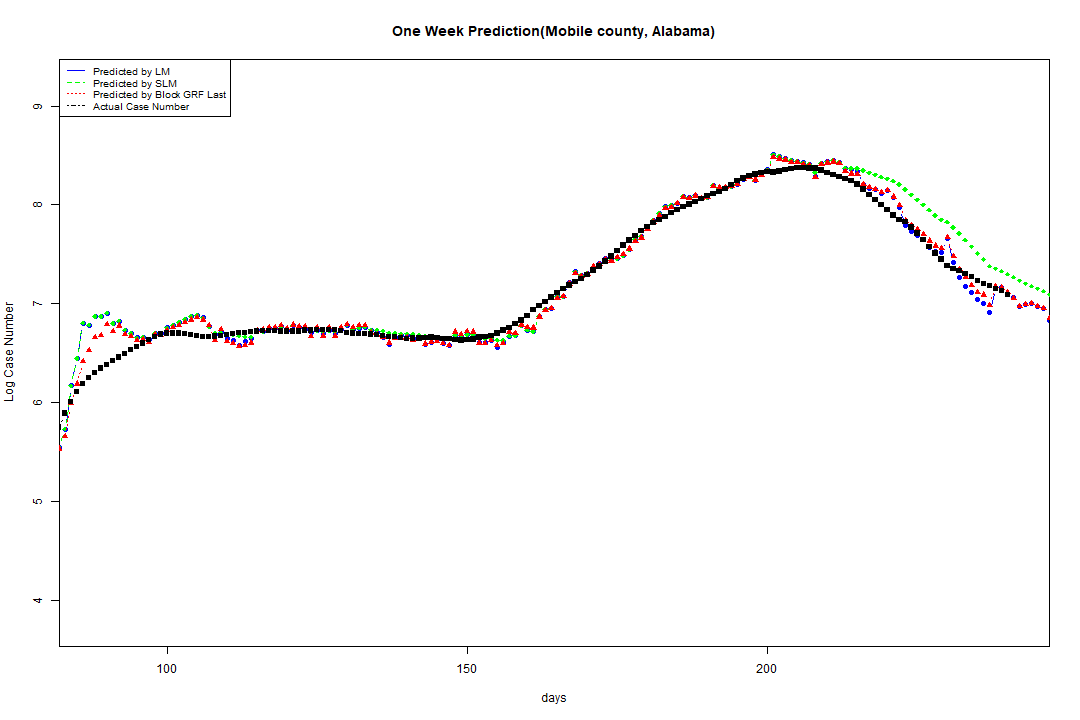 One Week Prediction(Mobile county, Alabama)
Predicted by LM
Predicted by SLM
Predicted by Block GRF Last
Actual Case Number
9
8
7
6
5
4
Log Case Number
100 150 200
days